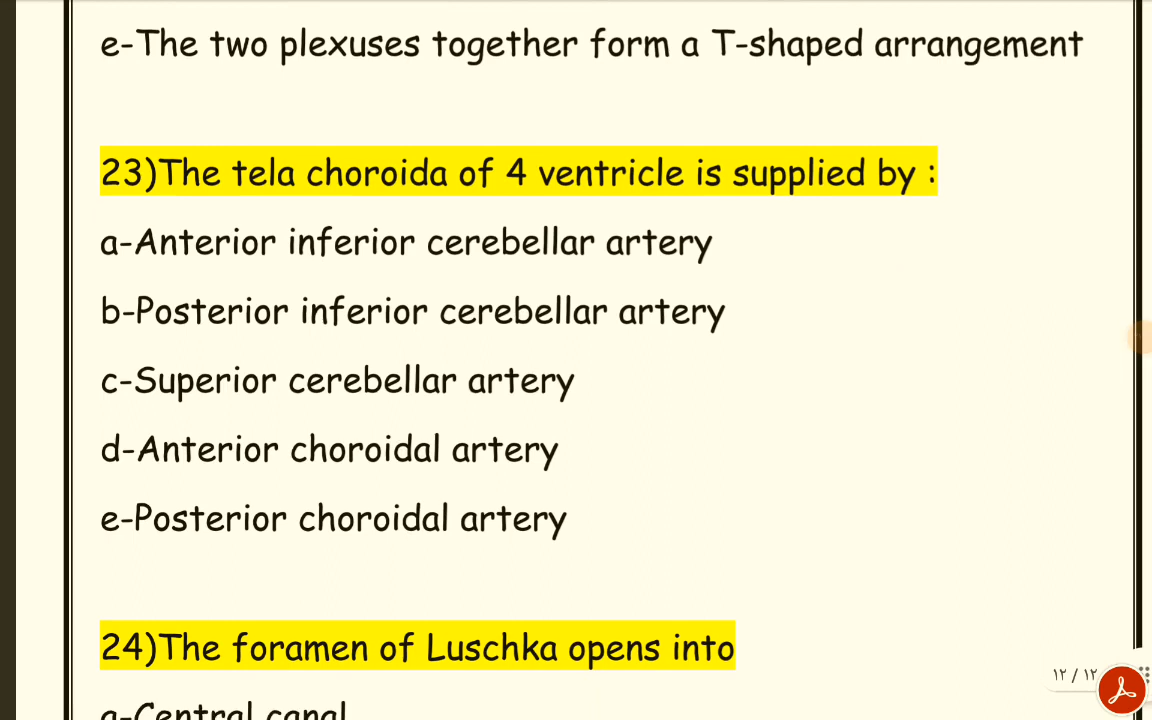 e-The two plexuses together form a T-shaped arrangement
23)The tela choroida of 4 ventricle is supplied by :
a-Anterior inferior cerebellar artery
b-Posterior inferior cerebellar artery
c-Superior cerebellar artery
d-Anterior choroidal artery
e-Posterior choroidal artery
24)The foramen of Luschka opens into
a-Central canal
١٢ / ١٢